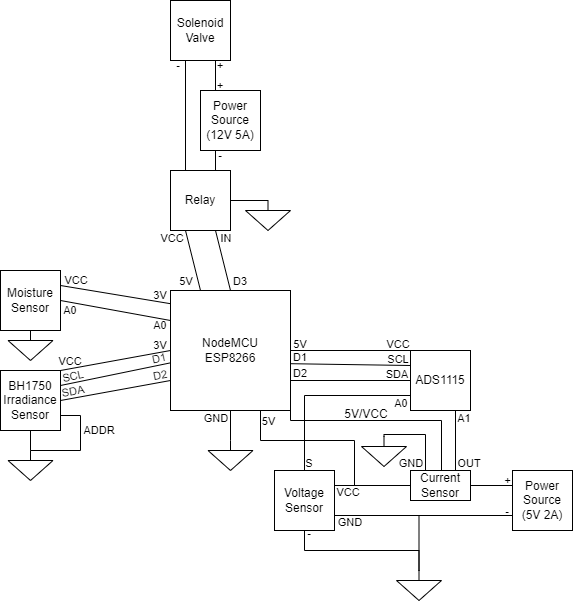 Solenoid
Valve
-
+
+
Power
Source
(12V 5A)
-
Relay
VCC
IN
5V
D3
VCC
Moisture
Sensor
A0
3V
A0
NodeMCU
ESP8266
3V
D1
D2
VCC
SCL
SDA
BH1750
Irradiance
Sensor
ADDR
5V
D1
D2
VCC
SCL
SDA
ADS1115
A0
A1
GND
5V
5V/VCC
GND
OUT
S
VCC
Voltage
Sensor
GND
-
Current
Sensor
+
Power
Source
(5V 2A)
-